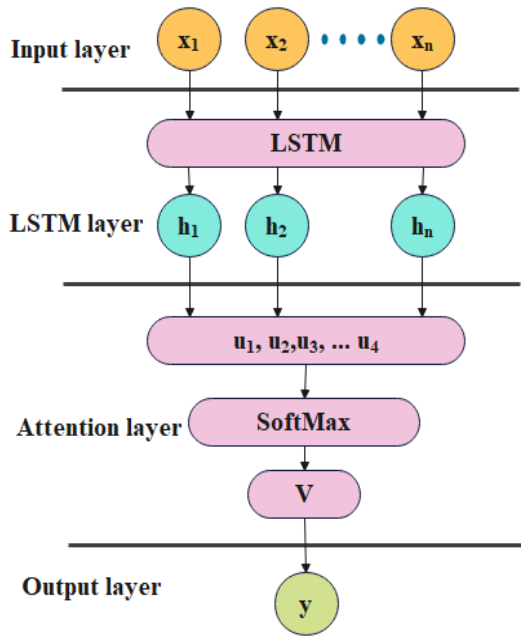 Input layer x₁ x₂ xₙ
LSTM
LSTM layer h₁ h₂ hₙ
u₁, u₂,u₃, ... u₄
Attention layer SoftMax
V
Output layer y